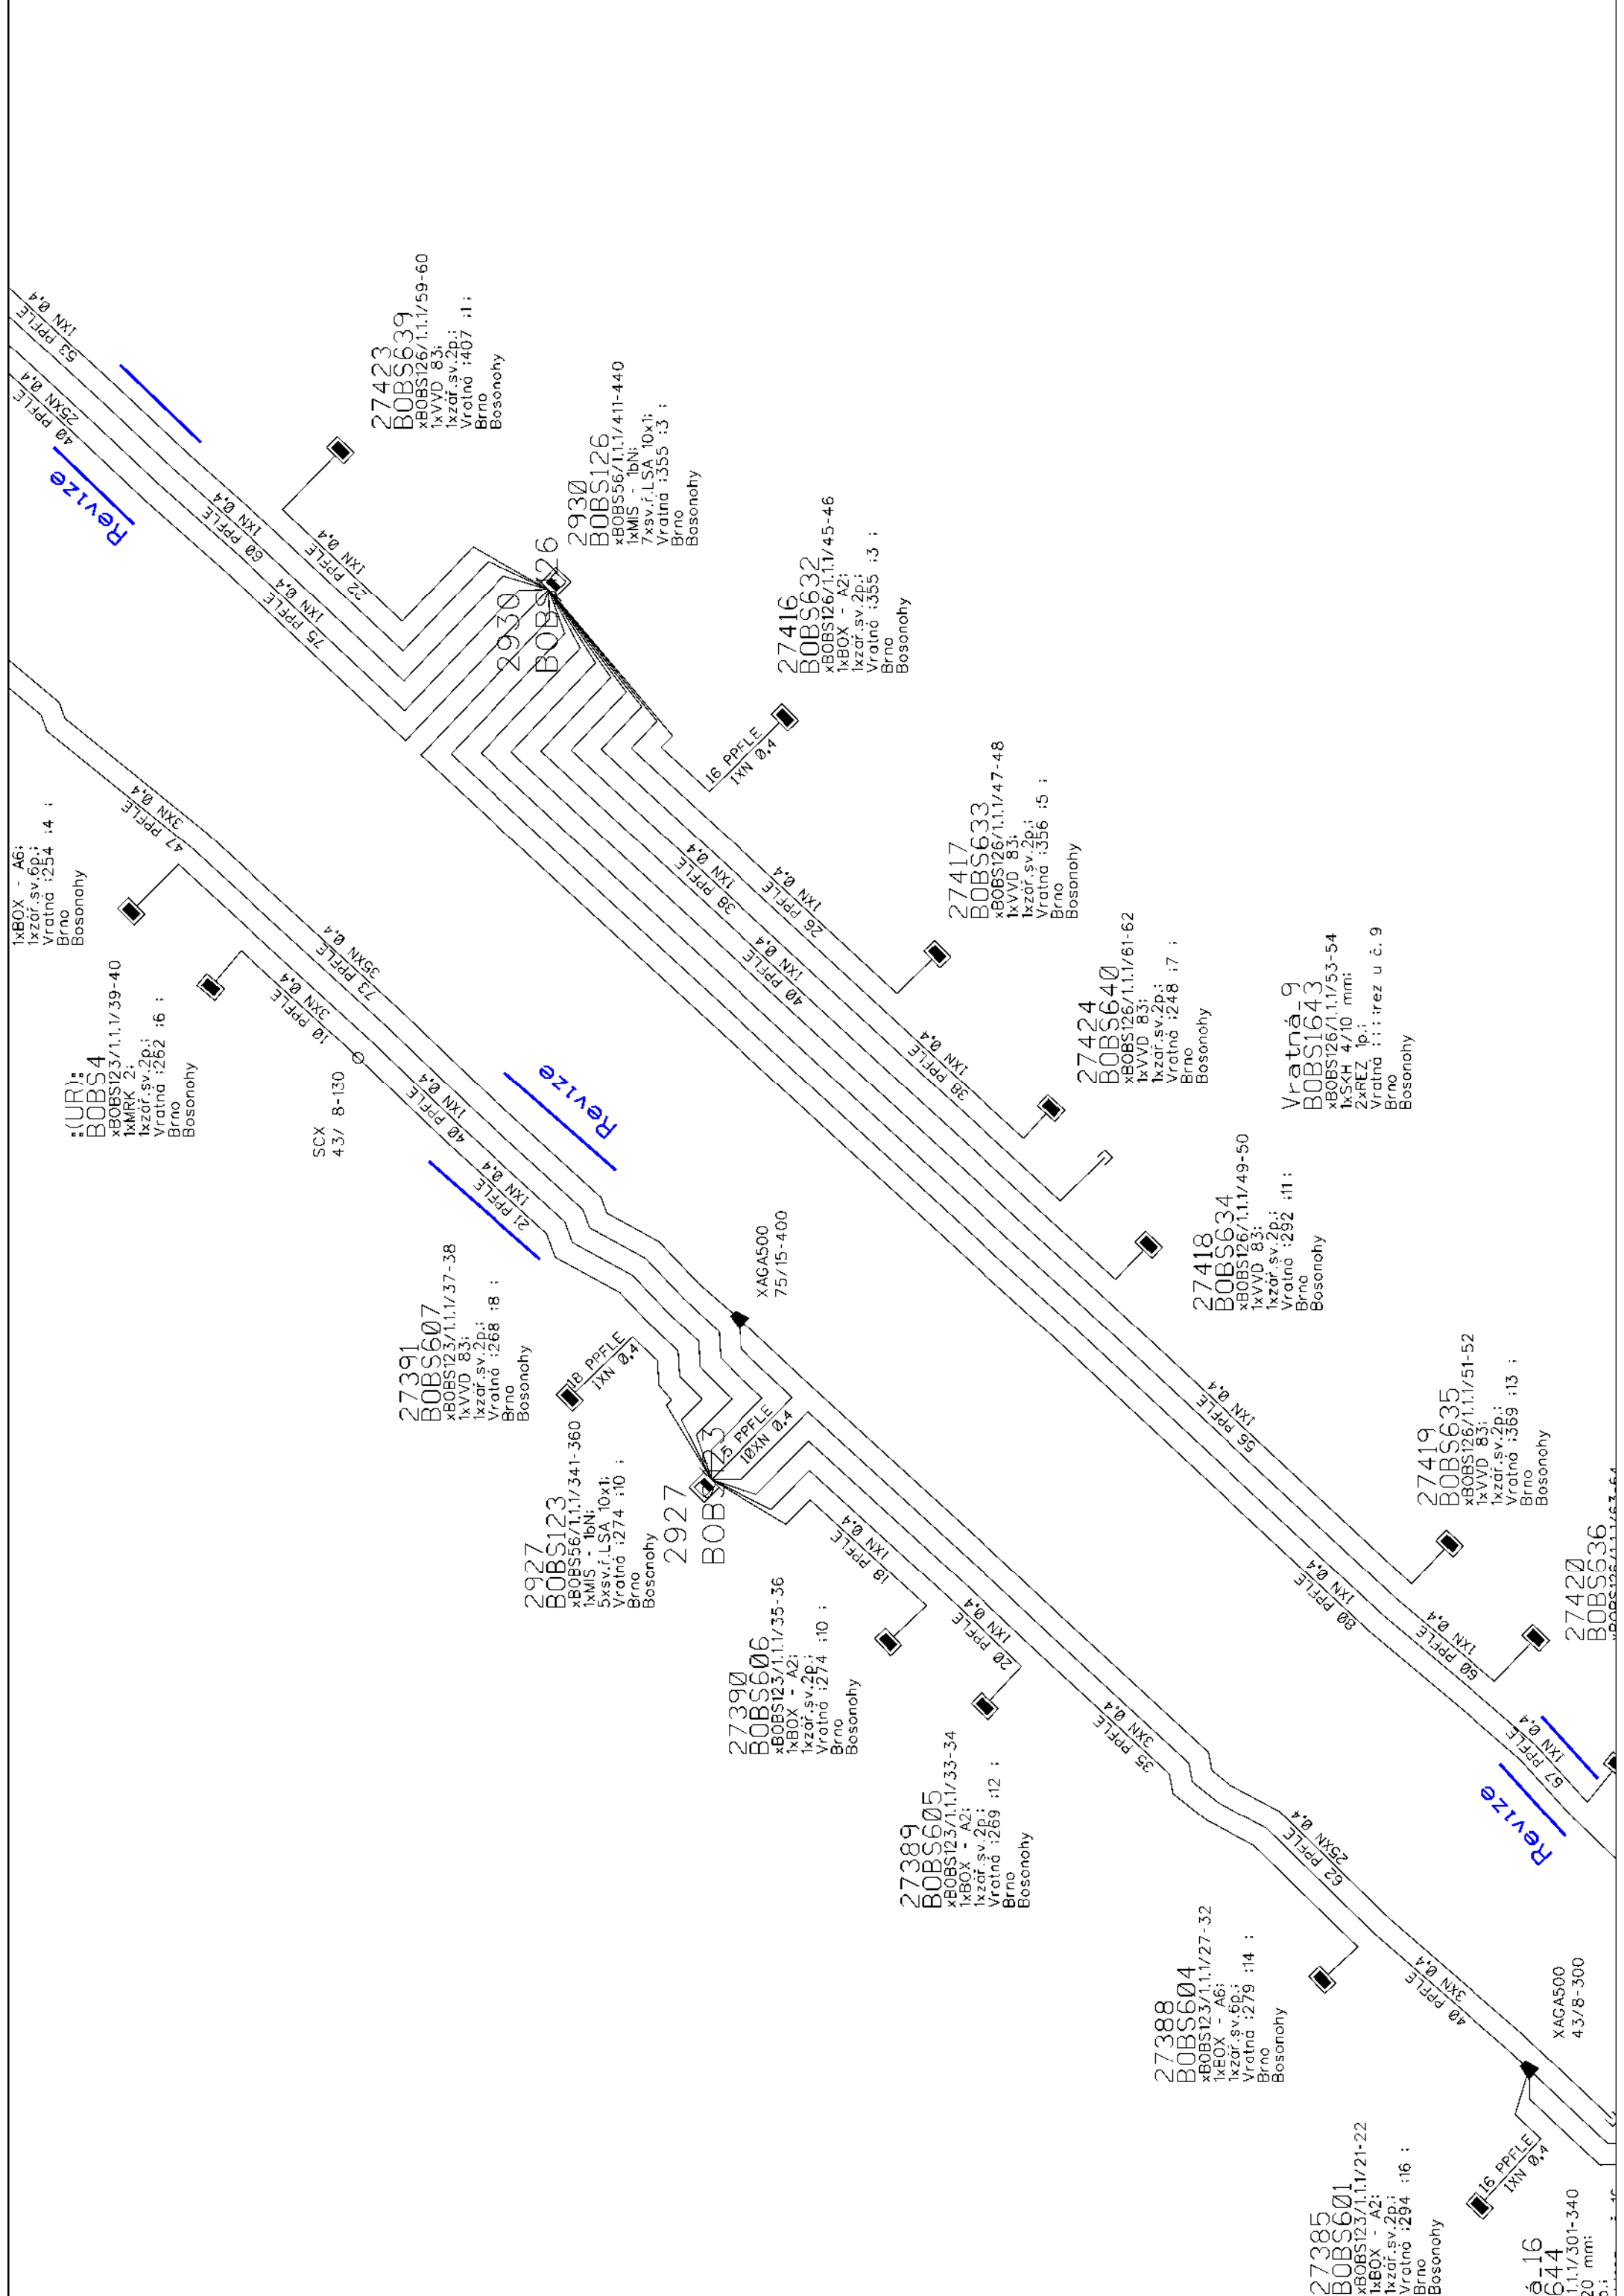 53 PPFLE
1XN 0,4
40 PPFLE
25XN 0,4
Revize
60 PPFLE
1XN 0,4
75 PPFLE
1XN 0,4
22 PPFLE
1XN 0,4
27423
BOBS639
xBOBS126/1.1.1/59-60
1xVVD 83;
1xzář.sv.2p.;
Vratná :407 :1 ;
Brno
Bosonohy
2930
BOBS126
xBOBS56/1.1.1/411-440
1xMIS - 1bN;
7xsv.ř.LSA 10x1;
Vratná :355 :3 ;
Brno
Bosonohy
2930
27416
BOBS632
xBOBS126/1.1.1/45-46
1xBOX - A2;
1xzář.sv.2p.;
Vratná :355 :3 ;
Brno
Bosonohy
16 PPFLE
1XN 0,4
1xBOX - A6;
1xzář.sv.6p.;
Vratná :254 :4 ;
Brno
Bosonohy
47 PPFLE
3XN 0,4
:(UR):
BOBS4
xBOBS123/1.1.1/39-40
1xMRK 2;
1xzář.sv.2p.;
Vratná :262 :6 ;
Brno
Bosonohy
10 PPFLE
3XN 0,4
73 PPFLE
35XN 0,4
SCX
43/ 8-130
40 PPFLE
1XN 0,4
21 PPFLE
1XN 0,4
Revize
38 PPFLE
1XN 0,4
26 PPFLE
1XN 0,4
40 PPFLE
1XN 0,4
38 PPFLE
1XN 0,4
27417
BOBS633
xBOBS126/1.1.1/47-48
1xVVD 83;
1xzář.sv.2p.;
Vratná :356 :5 ;
Brno
Bosonohy
27424
BOBS640
xBOBS126/1.1.1/61-62
1xVVD 83;
1xzář.sv.2p.;
Vratná :248 :7 ;
Brno
Bosonohy
Vratná_9
BOBS1643
xBOBS126/1.1.1/53-54
1xSKH 4/10 mm;
2xREZ 1p.;
Vratná : : :rez u č. 9
Brno
Bosonohy
27418
BOBS634
xBOBS126/1.1.1/49-50
1xVVD 83;
1xzář.sv.2p.;
Vratná :292 :11 ;
Brno
Bosonohy
27391
BOBS607
xBOBS123/1.1.1/37-38
1xVVD 83;
1xzář.sv.2p.;
Vratná :268 :8 ;
Brno
Bosonohy
18 PPFLE
1XN 0,4
XAGA500
75/15-400
2927
BOBS123
xBOBS56/1.1.1/341-360
1xMIS - 1bN;
5xsv.ř.LSA 10x1;
Vratná :274 :10 ;
Brno
Bosonohy
2927
PPFLE
10XN 0,4
18 PPFLE
1XN 0,4
20 PPFLE
1XN 0,4
27390
BOBS606
xBOBS123/1.1.1/35-36
1xBOX - A2;
1xzář.sv.2p.;
Vratná :274 :10 ;
Brno
Bosonohy
56 PPFLE
1XN 0,4
80 PPFLE
1XN 0,4
60 PPFLE
1XN 0,4
67 PPFLE
1XN 0,4
Revize
27419
BOBS635
xBOBS126/1.1.1/51-52
1xVVD 83;
1xzář.sv.2p.;
Vratná :369 :13 ;
Brno
Bosonohy
27420
BOBS636
xBOBS126/1.1.1/63-64
27389
BOBS605
xBOBS123/1.1.1/33-34
1xBOX - A2;
1xzář.sv.2p.;
Vratná :269 :12 ;
Brno
Bosonohy
35 PPFLE
3XN 0,4
62 PPFLE
25XN 0,4
27388
BOBS604
xBOBS123/1.1.1/27-32
1xBOX - A6;
1xzář.sv.6p.;
Vratná :279 :14 ;
Brno
Bosonohy
40 PPFLE
3XN 0,4
XAGA500
43/8-300
16 PPFLE
1XN 0,4
27385
BOBS601
xBOBS123/1.1.1/21-22
1xBOX - A2;
1xzář.sv.2p.;
Vratná :294 :16 ;
Brno
Bosonohy
á_16
644
1.1.1/301-340
20 mm;